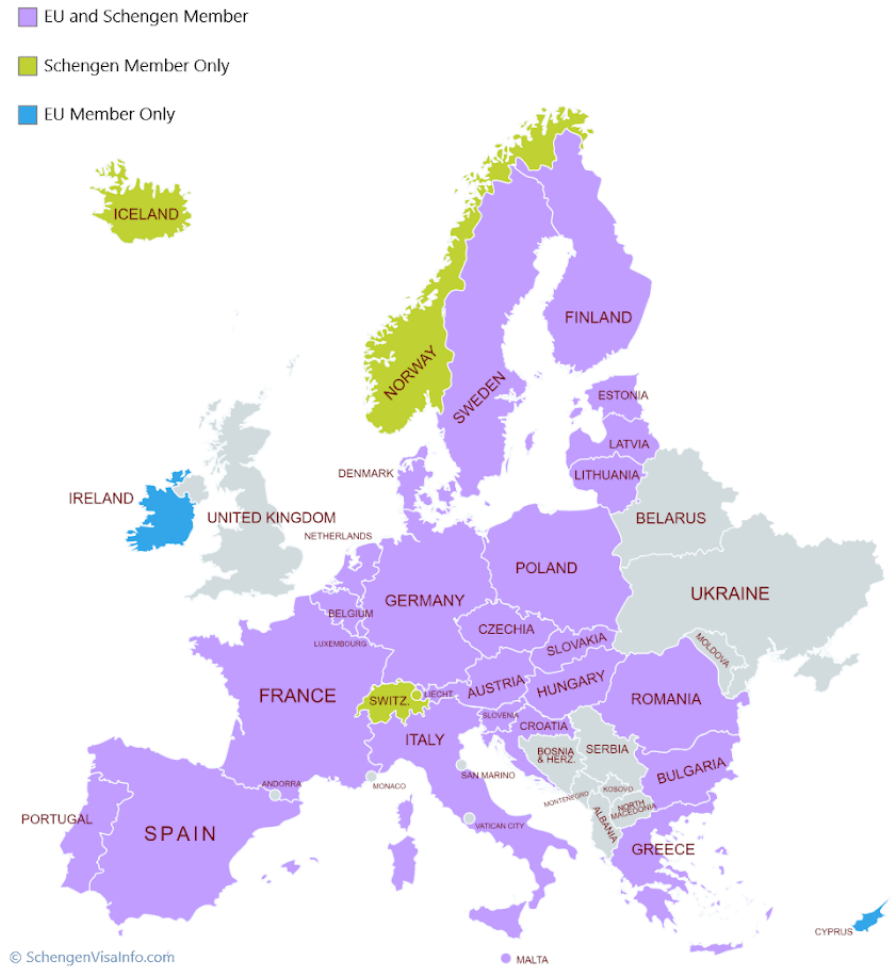 EU and Schengen Member
Schengen Member Only
EU Member Only
ICELAND
FINLAND
NORWAY
SWEDEN
ESTONIA
LATVIA
DENMARK
LITHUANIA
IRELAND
UNITED KINGDOM
BELARUS
NETHERLANDS
POLAND
UKRAINE
GERMANY
BELGIUM
CZECHIA
LUXEMBOURG
SLOVAKIA
MOLDOVA
FRANCE
SWITZ.
LIECHT
AUSTRIA
HUNGARY
ROMANIA
SLOVENIA
CROATIA
ITALY
BOSNIA
& HERZ.
SERBIA
SAN MARINO
BULGARIA
ANDORRA
MONACO
KOSOVO
MONTENEGRO
NORTH
MACEDONIA
PORTUGAL
SPAIN
VATICAN CITY
ALBANIA
GREECE
CYPRUS
© SchengenVisaInfo.com
MALTA